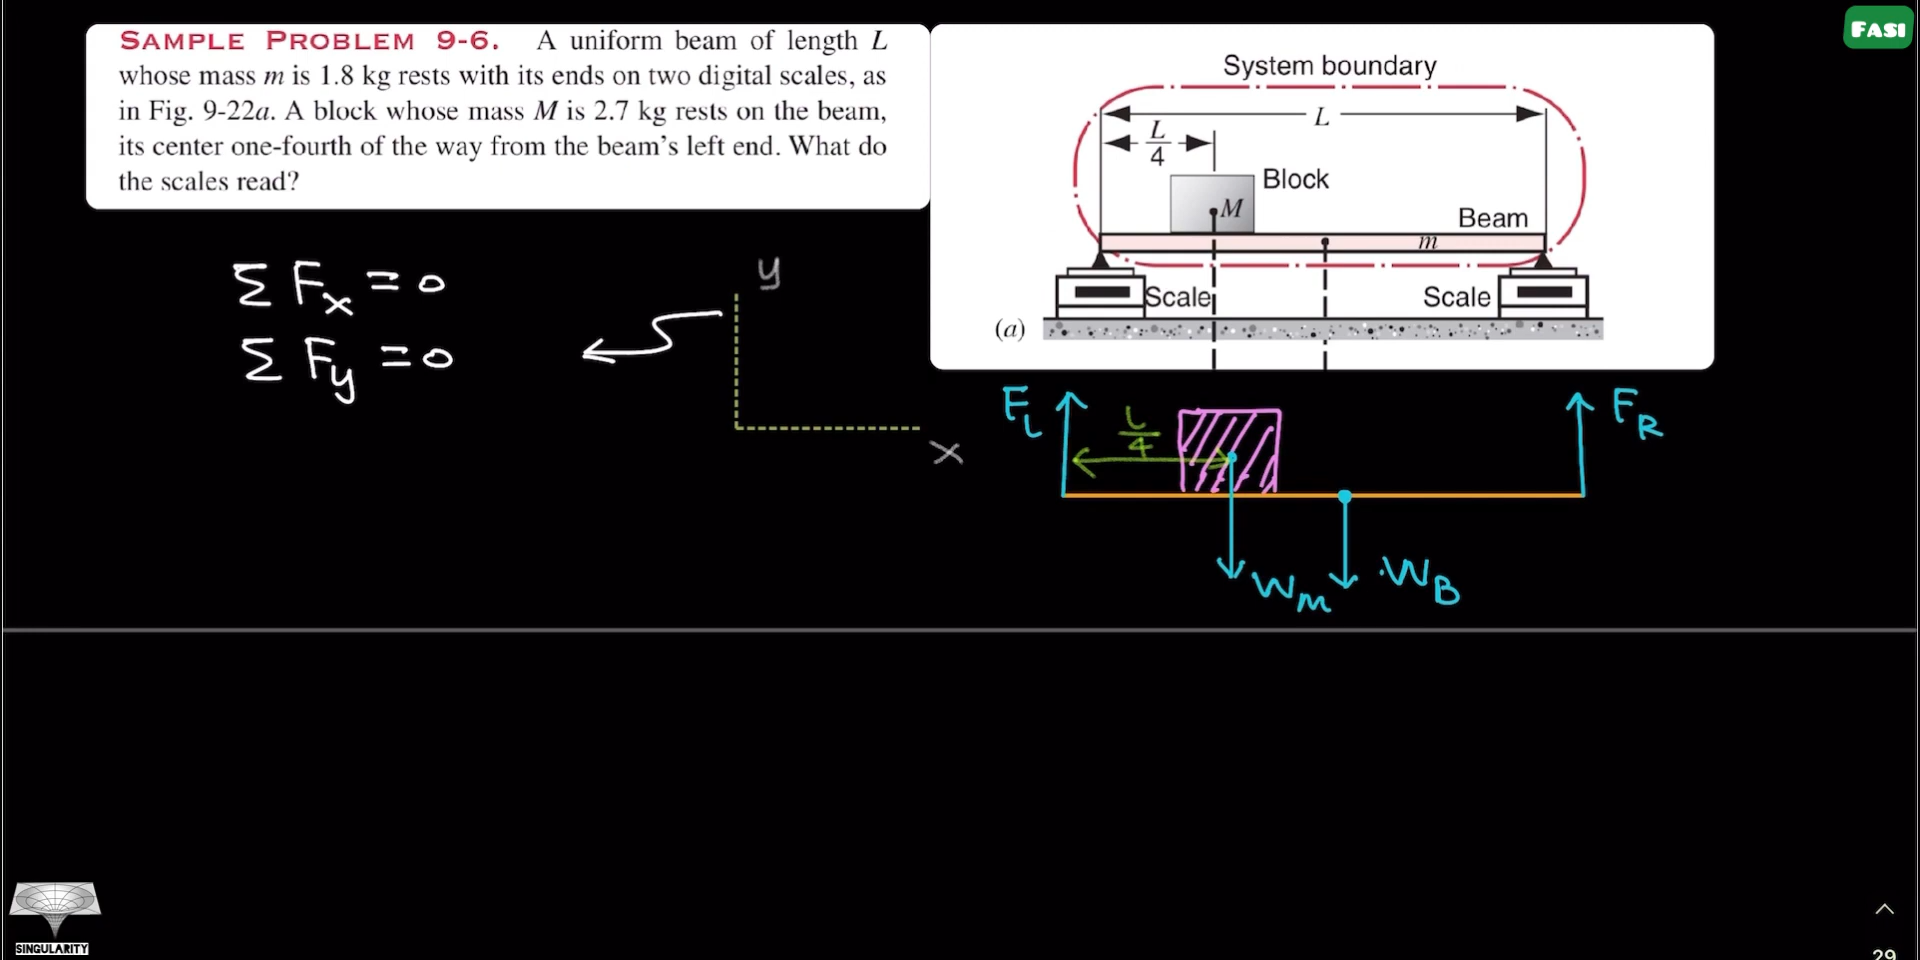 SAMPLE PROBLEM 9-6. A uniform beam of length L
whose mass m is 1.8 kg rests with its ends on two digital scales, as
in Fig. 9-22a. A block whose mass M is 2.7 kg rests on the beam,
its center one-fourth of the way from the beam's left end. What do
the scales read?
FASI
System boundary
L
L/4
Block
M
Beam
m
Scale
Scale
(a)
Σ Fx = 0
Σ Fy = 0
y
x
FL
L/4
FR
WM
WB
SINGULARITY
29